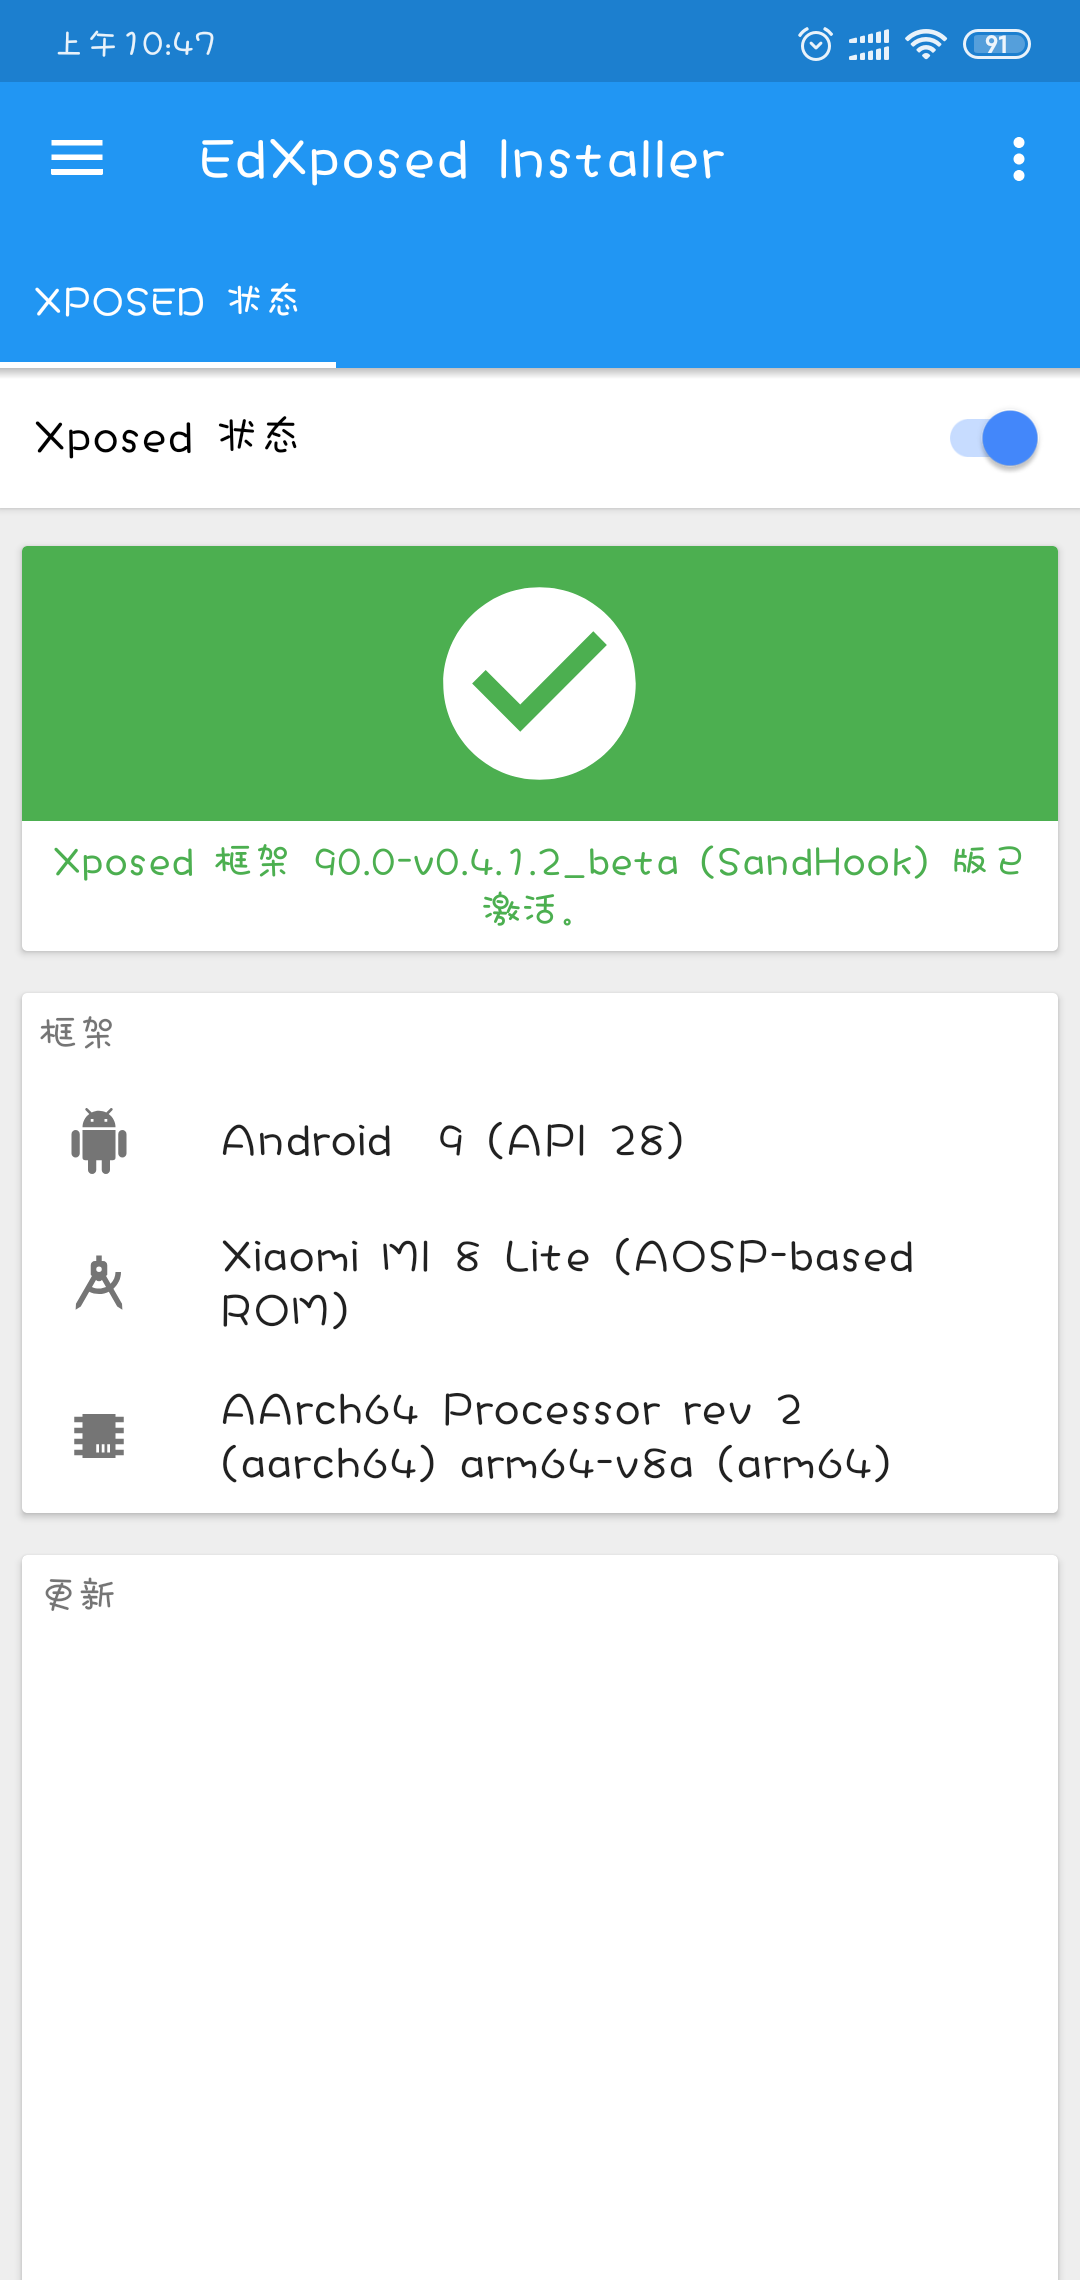 上午10:47
91
EdXposed Installer
XPOSED 状态
Xposed 状态
Xposed 框架 90.0-v0.4.1.2_beta (SandHook) 版已
激活。
框架
Android  9 (API 28)
Xiaomi MI 8 Lite (AOSP-based
ROM)
AArch64 Processor rev 2
(aarch64) arm64-v8a (arm64)
更新